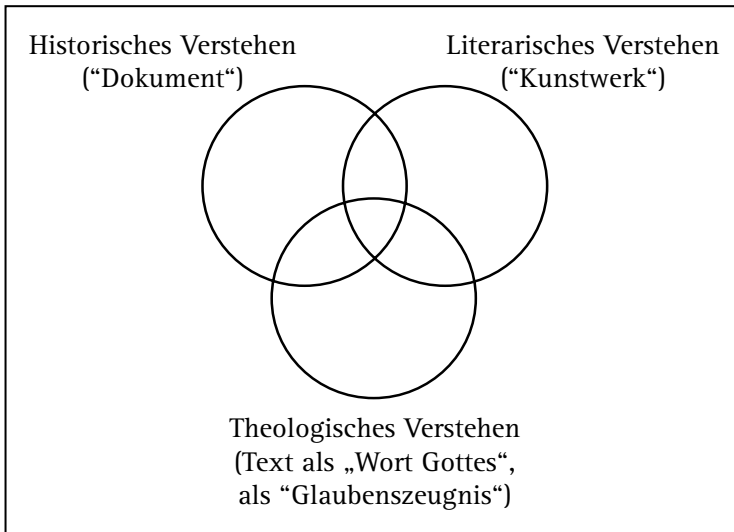 Historisches Verstehen
(“Dokument“)
Literarisches Verstehen
(“Kunstwerk“)
Theologisches Verstehen
(Text als „Wort Gottes“,
als “Glaubenszeugnis“)